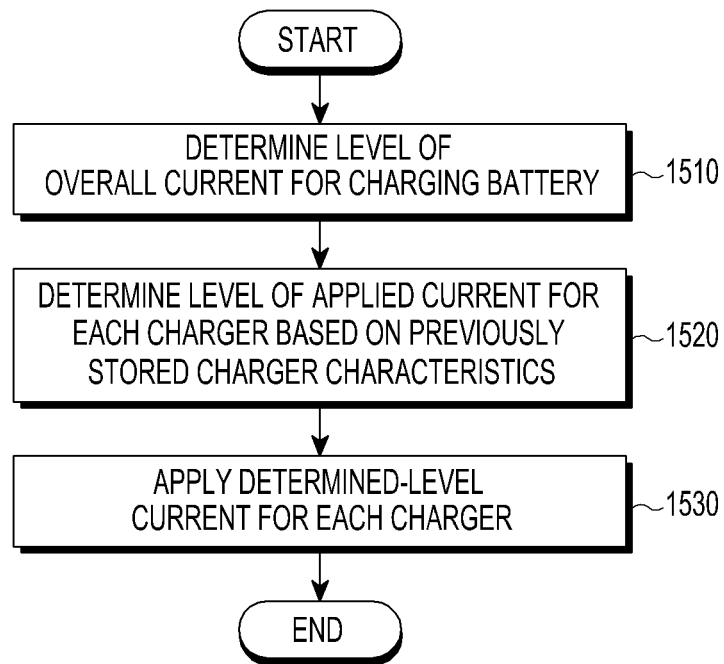 START
DETERMINE LEVEL OF
OVERALL CURRENT FOR CHARGING BATTERY
1510
DETERMINE LEVEL OF APPLIED CURRENT FOR
EACH CHARGER BASED ON PREVIOUSLY
STORED CHARGER CHARACTERISTICS
1520
APPLY DETERMINED-LEVEL
CURRENT FOR EACH CHARGER
1530
END